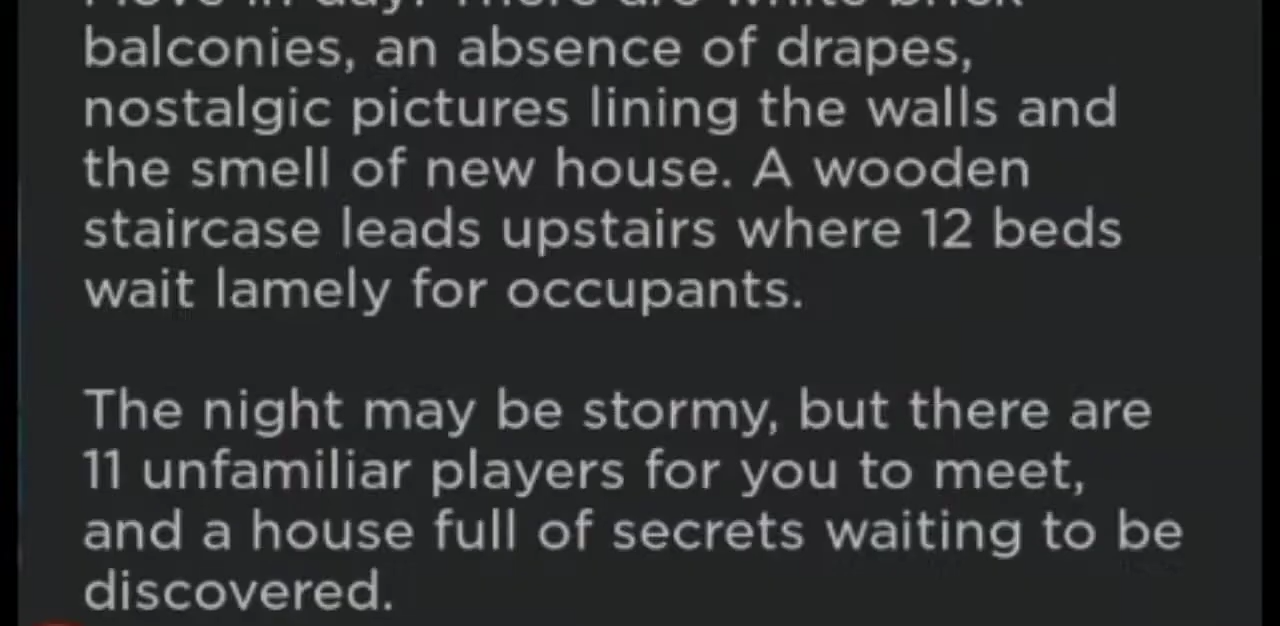 balconies, an absence of drapes,
nostalgic pictures lining the walls and
the smell of new house. A wooden
staircase leads upstairs where 12 beds
wait lamely for occupants.
The night may be stormy, but there are
11 unfamiliar players for you to meet,
and a house full of secrets waiting to be
discovered.